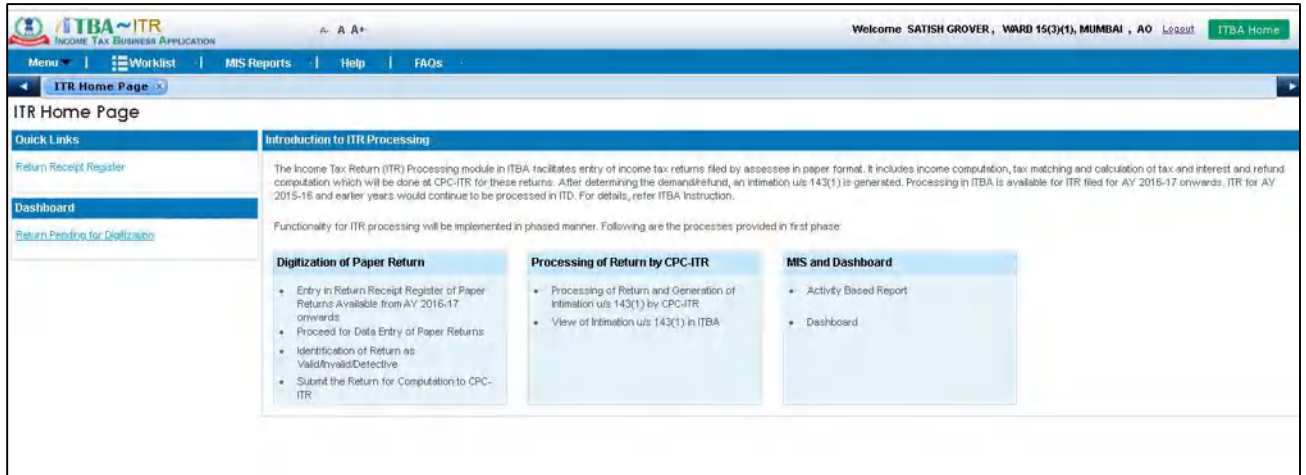 ITBA~ITR
INCOME TAX BUSINESS APPLICATION
A- A A+
Welcome SATISH GROVER, WARD 15(3)(1), MUMBAI , AO Logout ITBA Home
Menu | Worklist | MIS Reports | Help | FAQs
ITR Home Page
ITR Home Page
Quick Links
Return Receipt Register
Dashboard
Return Pending for Digitization
Introduction to ITR Processing
The Income Tax Return (ITR) Processing module in ITBA facilitates entry of income tax returns filed by assessee in paper format. It includes income computation, tax matching and calculation of tax and interest and refund
computation which will be done at CPC-ITR for these returns. After determining the demand/refund, an intimation u/s 143(1) is generated. Processing in ITBA is available for ITR filed for AY 2016-17 onwards. ITR for AY
2015-16 and earlier years would continue to be processed in ITD. For details, refer ITBA Instruction.
Functionality for ITR processing will be implemented in phased manner. Following are the processes provided in first phase:
Digitization of Paper Return
• Entry in Return Receipt Register of Paper
Returns Available from AY 2016-17
onwards
• Proceed for Data Entry of Paper Returns
• Identification of Return as
Valid/Invalid/Defective
• Submit the Return for Computation to CPC-
ITR
Processing of Return by CPC-ITR
• Processing of Return and Generation of
Intimation u/s 143(1) by CPC-ITR
• View of Intimation u/s 143(1) in ITBA
MIS and Dashboard
• Activity Based Report
• Dashboard